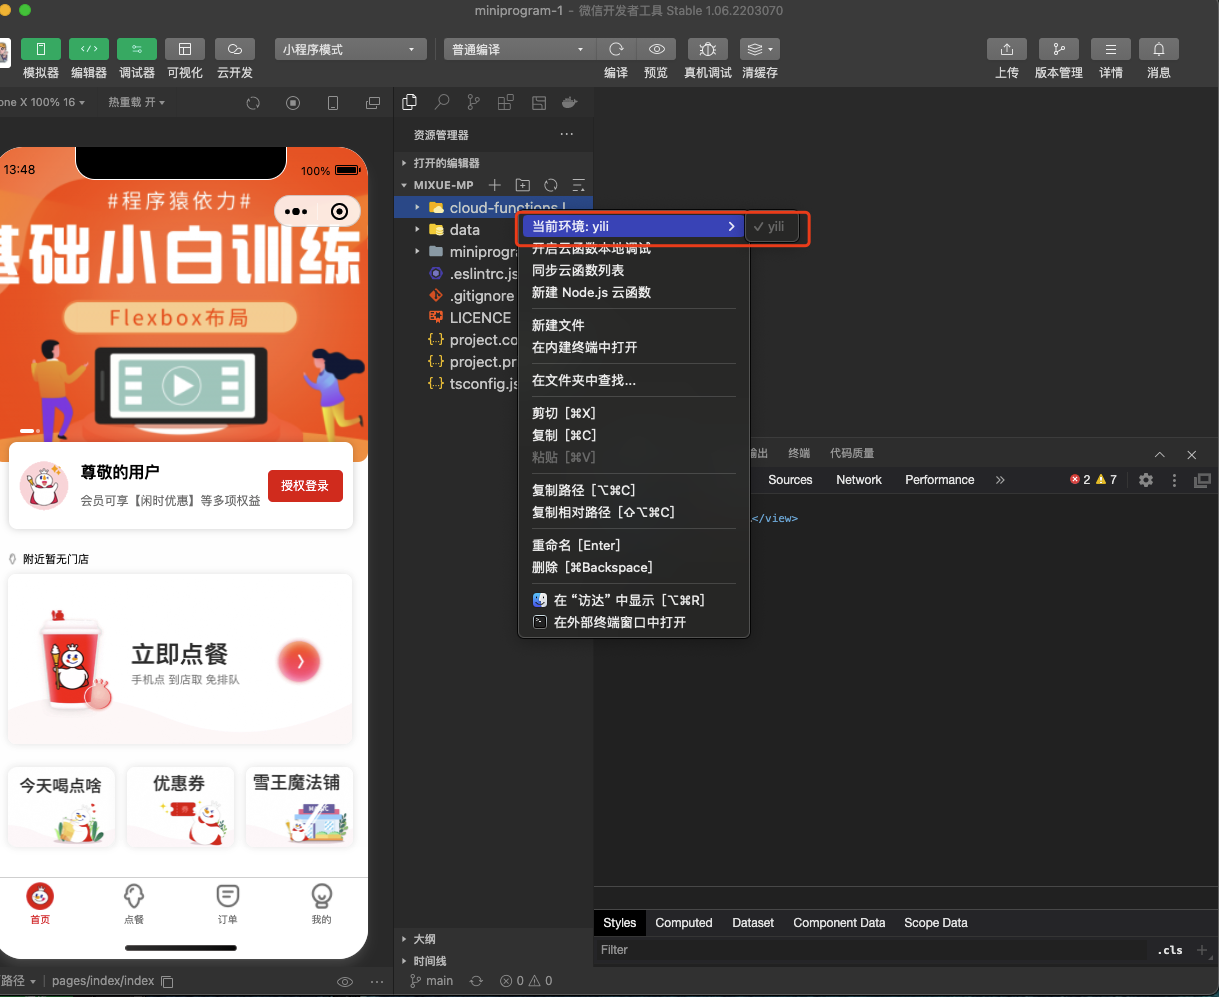 miniprogram-1 - 微信开发者工具 Stable 1.06.2203070
模拟器
编辑器
调试器
可视化
云开发
小程序模式
普通编译
编译
预览
真机调试
清缓存
上传
版本管理
详情
消息
one X 100% 16
热重载 开
13:48
100%
#程序猿依力#
基础小白训练
Flexbox布局
尊敬的用户
会员可享【闲时优惠】等多项权益
授权登录
附近暂无门店
立即点餐
手机点 到店取 免排队
今天喝点啥
优惠券
雪王魔法铺
首页
点餐
订单
我的
路径
pages/index/index
资源管理器
打开的编辑器
MIXUE-MP
cloud-functions
data
miniprogr
.eslintrc.js
.gitignore
LICENCE
project.co
project.pr
tsconfig.js
大纲
时间线
main
0
0
当前环境: yili
yili
开启云函数本地调试
同步云函数列表
新建 Node.js 云函数
新建文件
在内建终端中打开
在文件夹中查找...
剪切 [⌘X]
复制 [⌘C]
粘贴 [⌘V]
复制路径 [⌥⌘C]
复制相对路径 [⇧⌥⌘C]
重命名 [Enter]
删除 [⌘Backspace]
在 “访达” 中显示 [⌥⌘R]
在外部终端窗口中打开
输出
终端
代码质量
Sources
Network
Performance
2
7
</view>
Styles
Computed
Dataset
Component Data
Scope Data
Filter
.cls